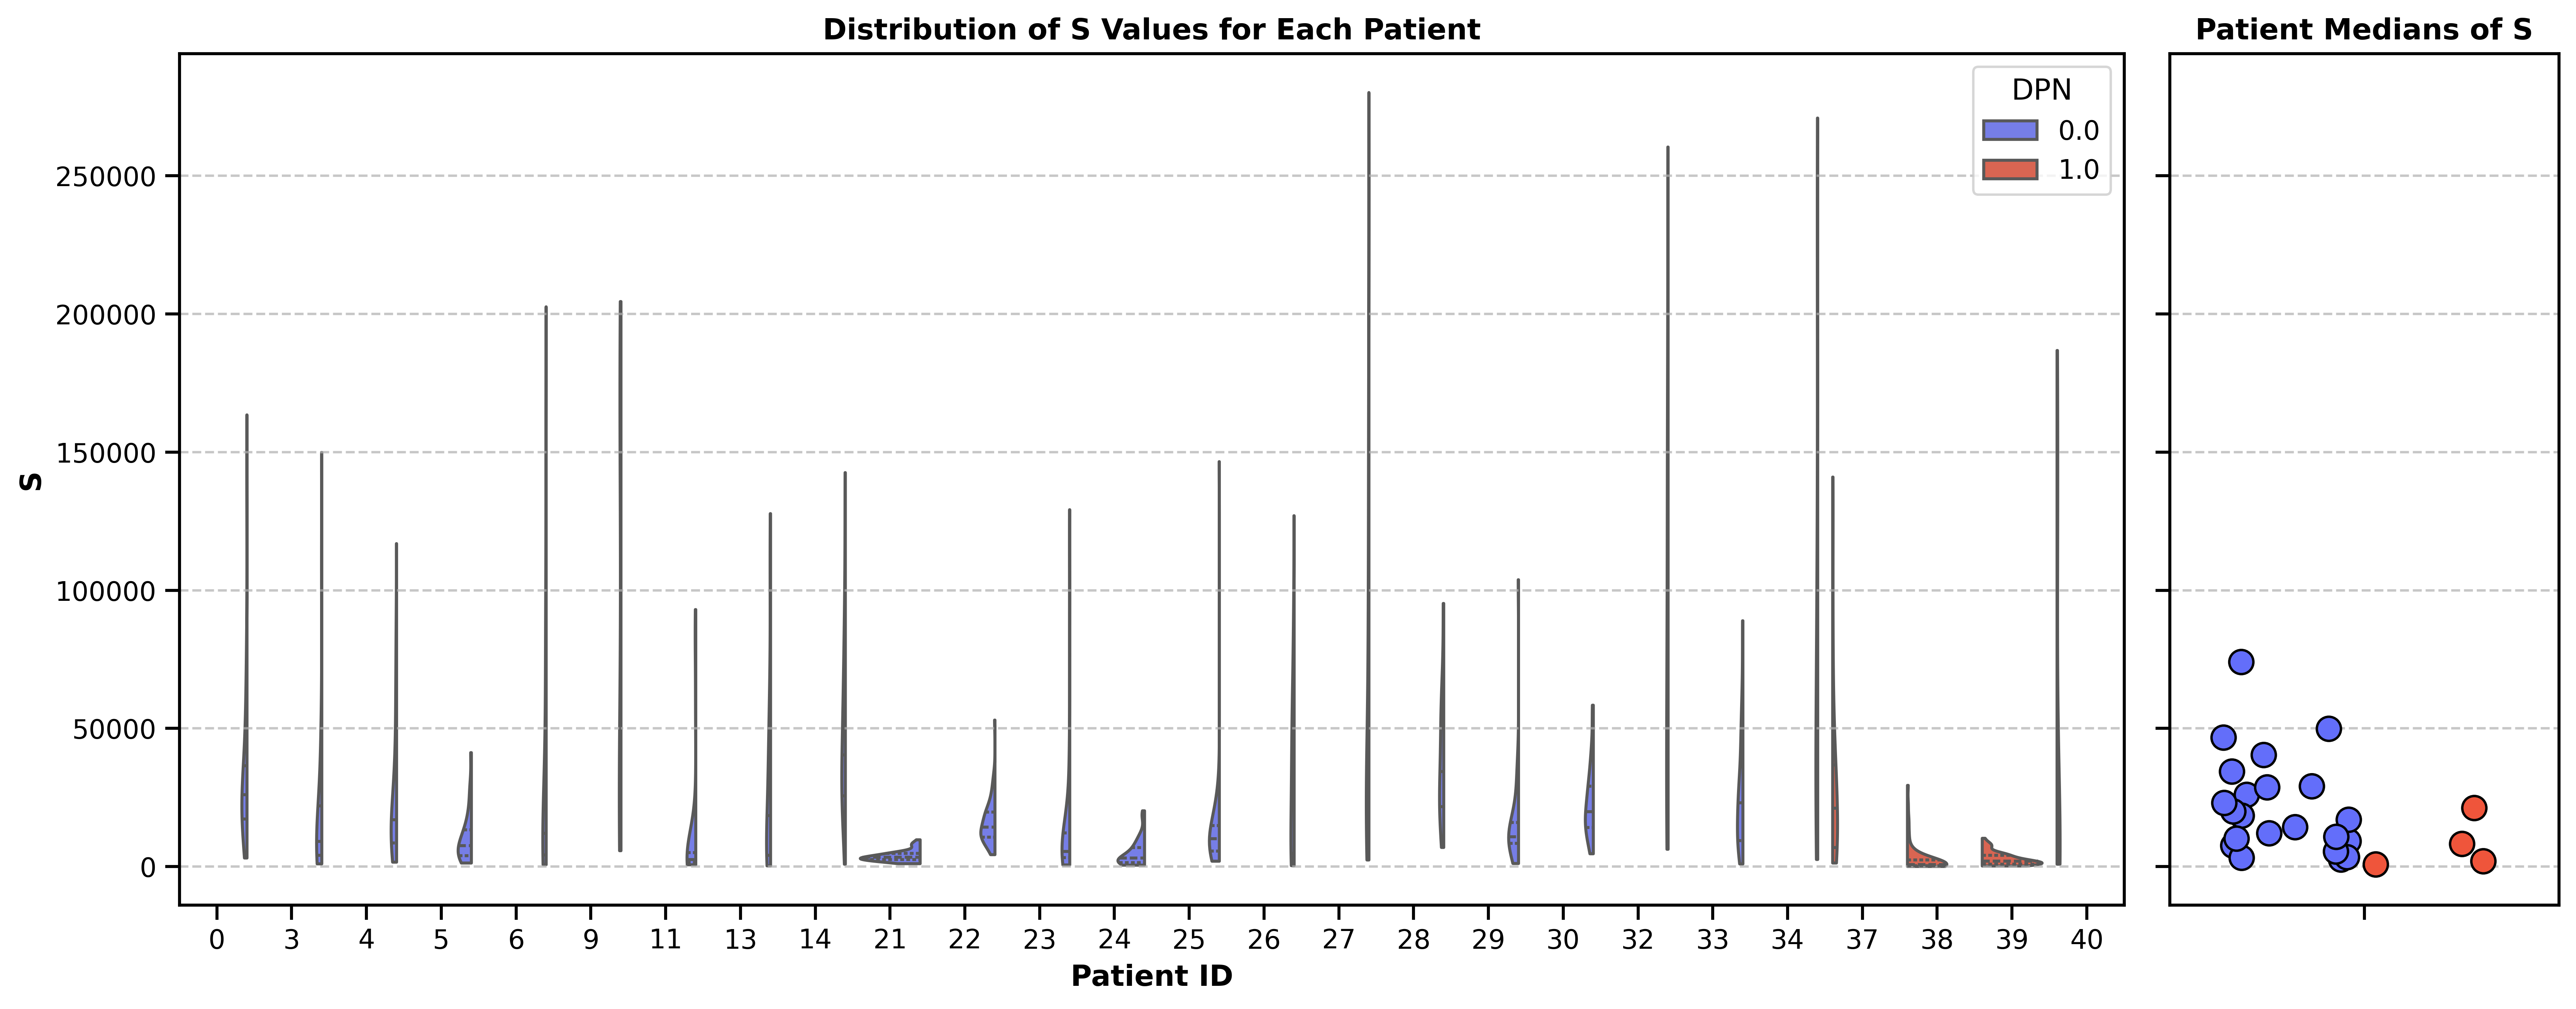 Distribution of S Values for Each Patient
Patient Medians of S
DPN
0.0
1.0
250000
200000
150000
100000
50000
0
S
0 3 4 5 6 9 11 13 14 21 22 23 24 25 26 27 28 29 30 32 33 34 37 38 39 40
Patient ID